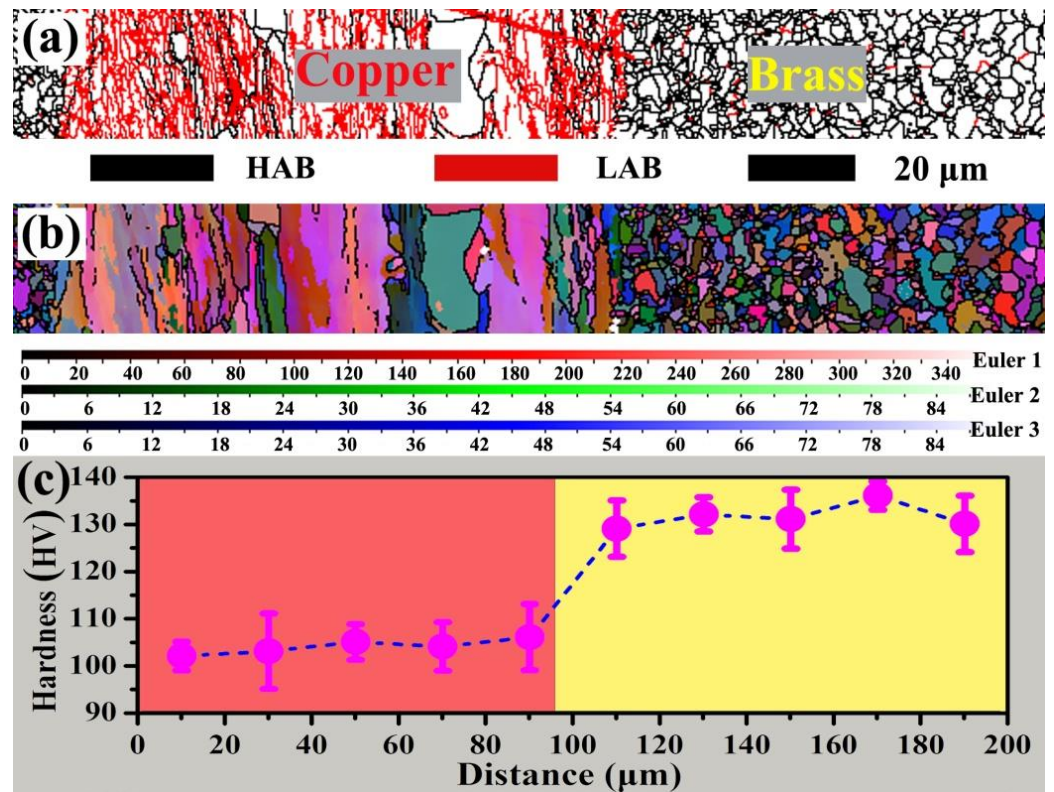 (a)
Copper
Brass
HAB LAB 20 μm
(b)
0 20 40 60 80 100 120 140 160 180 200 220 240 260 280 300 320 340 Euler 1
0 6 12 18 24 30 36 42 48 54 60 66 72 78 84 Euler 2
0 6 12 18 24 30 36 42 48 54 60 66 72 78 84 Euler 3
(c)
Hardness (HV)
140
130
120
110
100
90
0 20 40 60 80 100 120 140 160 180 200
Distance (μm)